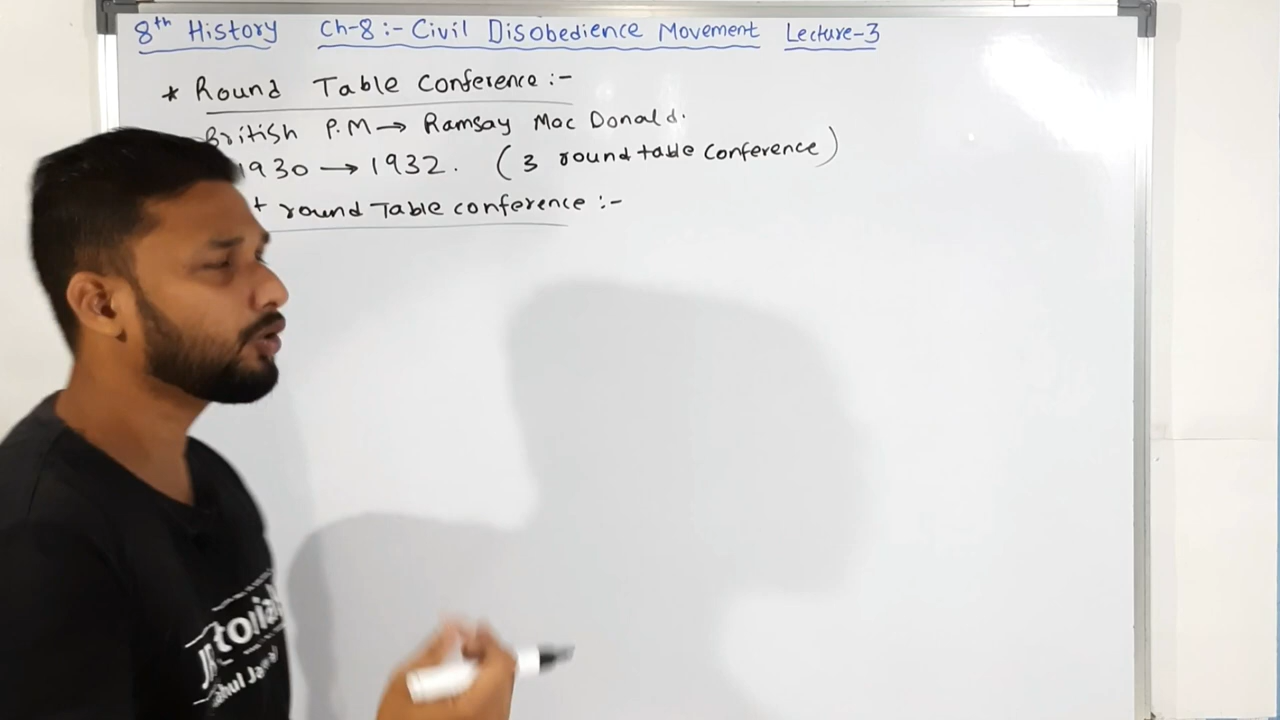 8th History Ch-8:- Civil Disobedience Movement Lecture-3
* Round Table Conference:-
British P.M → Ramsay Mac Donald.
1930 → 1932. (3 round table conference)
round Table conference:-